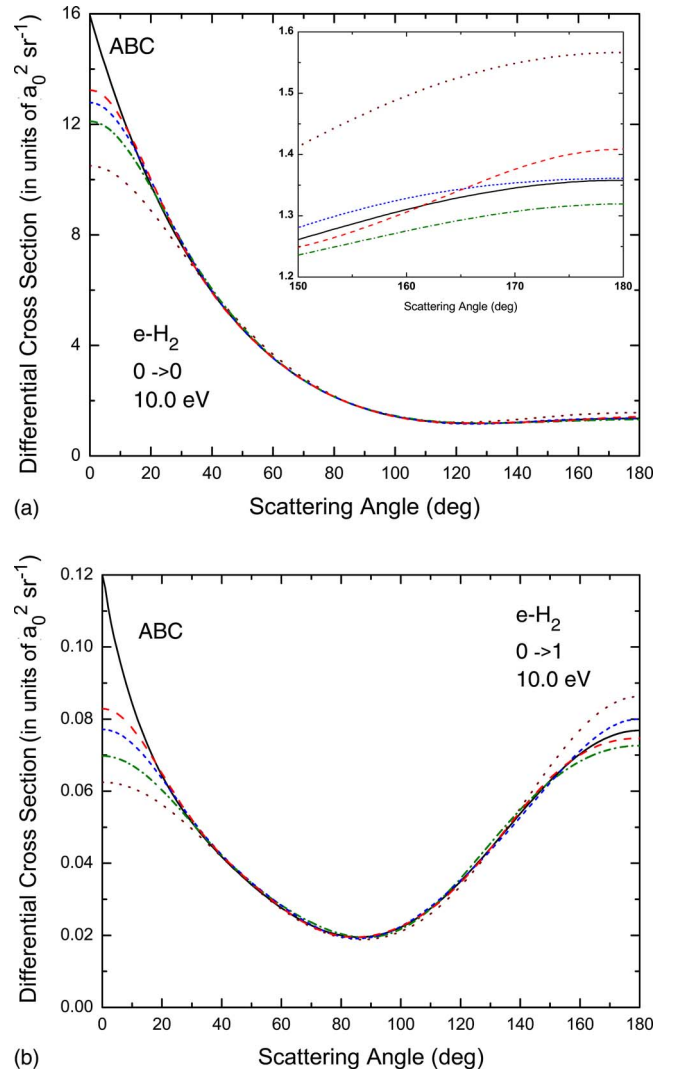 16
12
8
4
0
Differential Cross Section (in units of a0^2 sr^-1)
ABC
e-H2
0 ->0
10.0 eV
1.6
1.5
1.4
1.3
1.2
150 160 170 180
Scattering Angle (deg)
0 20 40 60 80 100 120 140 160 180
(a)
Scattering Angle (deg)
0.12
0.10
0.08
0.06
0.04
0.02
0.00
Differential Cross Section (in units of a0^2 sr^-1)
ABC
e-H2
0 ->1
10.0 eV
0 20 40 60 80 100 120 140 160 180
(b)
Scattering Angle (deg)